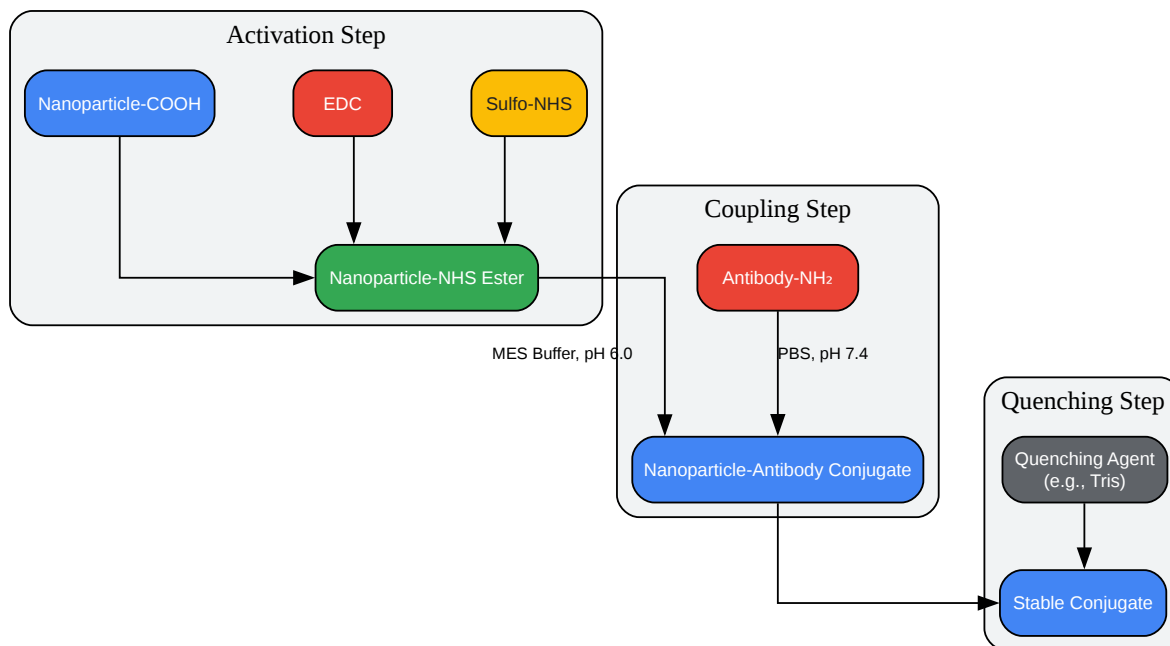 Activation Step
Nanoparticle-COOH
EDC
Sulfo-NHS
Nanoparticle-NHS Ester
Coupling Step
Antibody-NH₂
MES Buffer, pH 6.0
PBS, pH 7.4
Nanoparticle-Antibody Conjugate
Quenching Step
Quenching Agent
(e.g., Tris)
Stable Conjugate